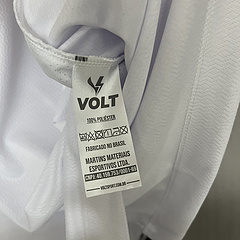 VOLT
100% POLIÉSTER
FABRICADO NO BRASIL
MARTINS MATERIAIS
ESPORTIVOS LTDA.
VOLTSPORT.COM.BR